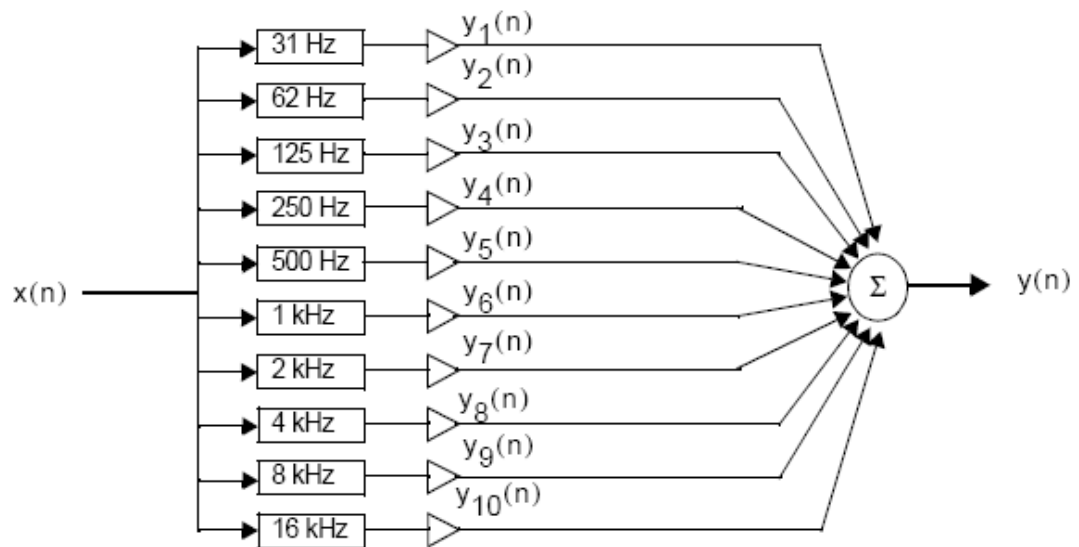 31 Hz y1(n)
62 Hz y2(n)
125 Hz y3(n)
250 Hz y4(n)
500 Hz y5(n)
x(n) Σ y(n)
1 kHz y6(n)
2 kHz y7(n)
4 kHz y8(n)
8 kHz y9(n)
16 kHz y10(n)